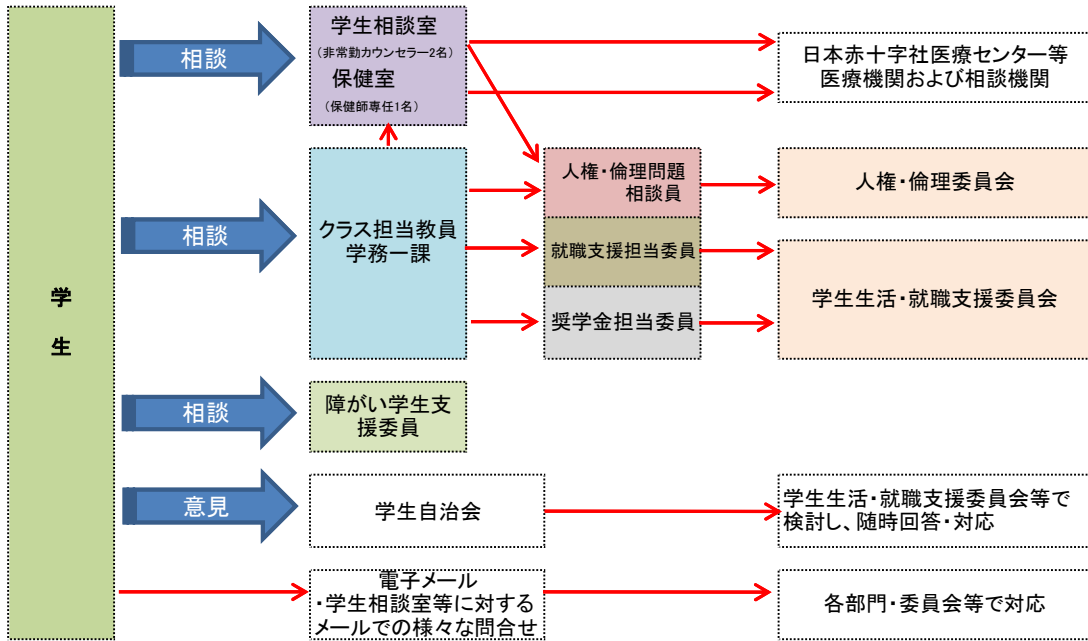 学
生
相談
学生相談室
（非常勤カウンセラー2名）
保健室
（保健師専任1名）
日本赤十字社医療センター等
医療機関および相談機関
相談
クラス担当教員
学務一課
人権・倫理問題
相談員
人権・倫理委員会
就職支援担当委員
奨学金担当委員
学生生活・就職支援委員会
相談
障がい学生支
援委員
意見
学生自治会
学生生活・就職支援委員会等で
検討し、随時回答・対応
電子メール
・学生相談室等に対する
メールでの様々な問合せ
各部門・委員会等で対応